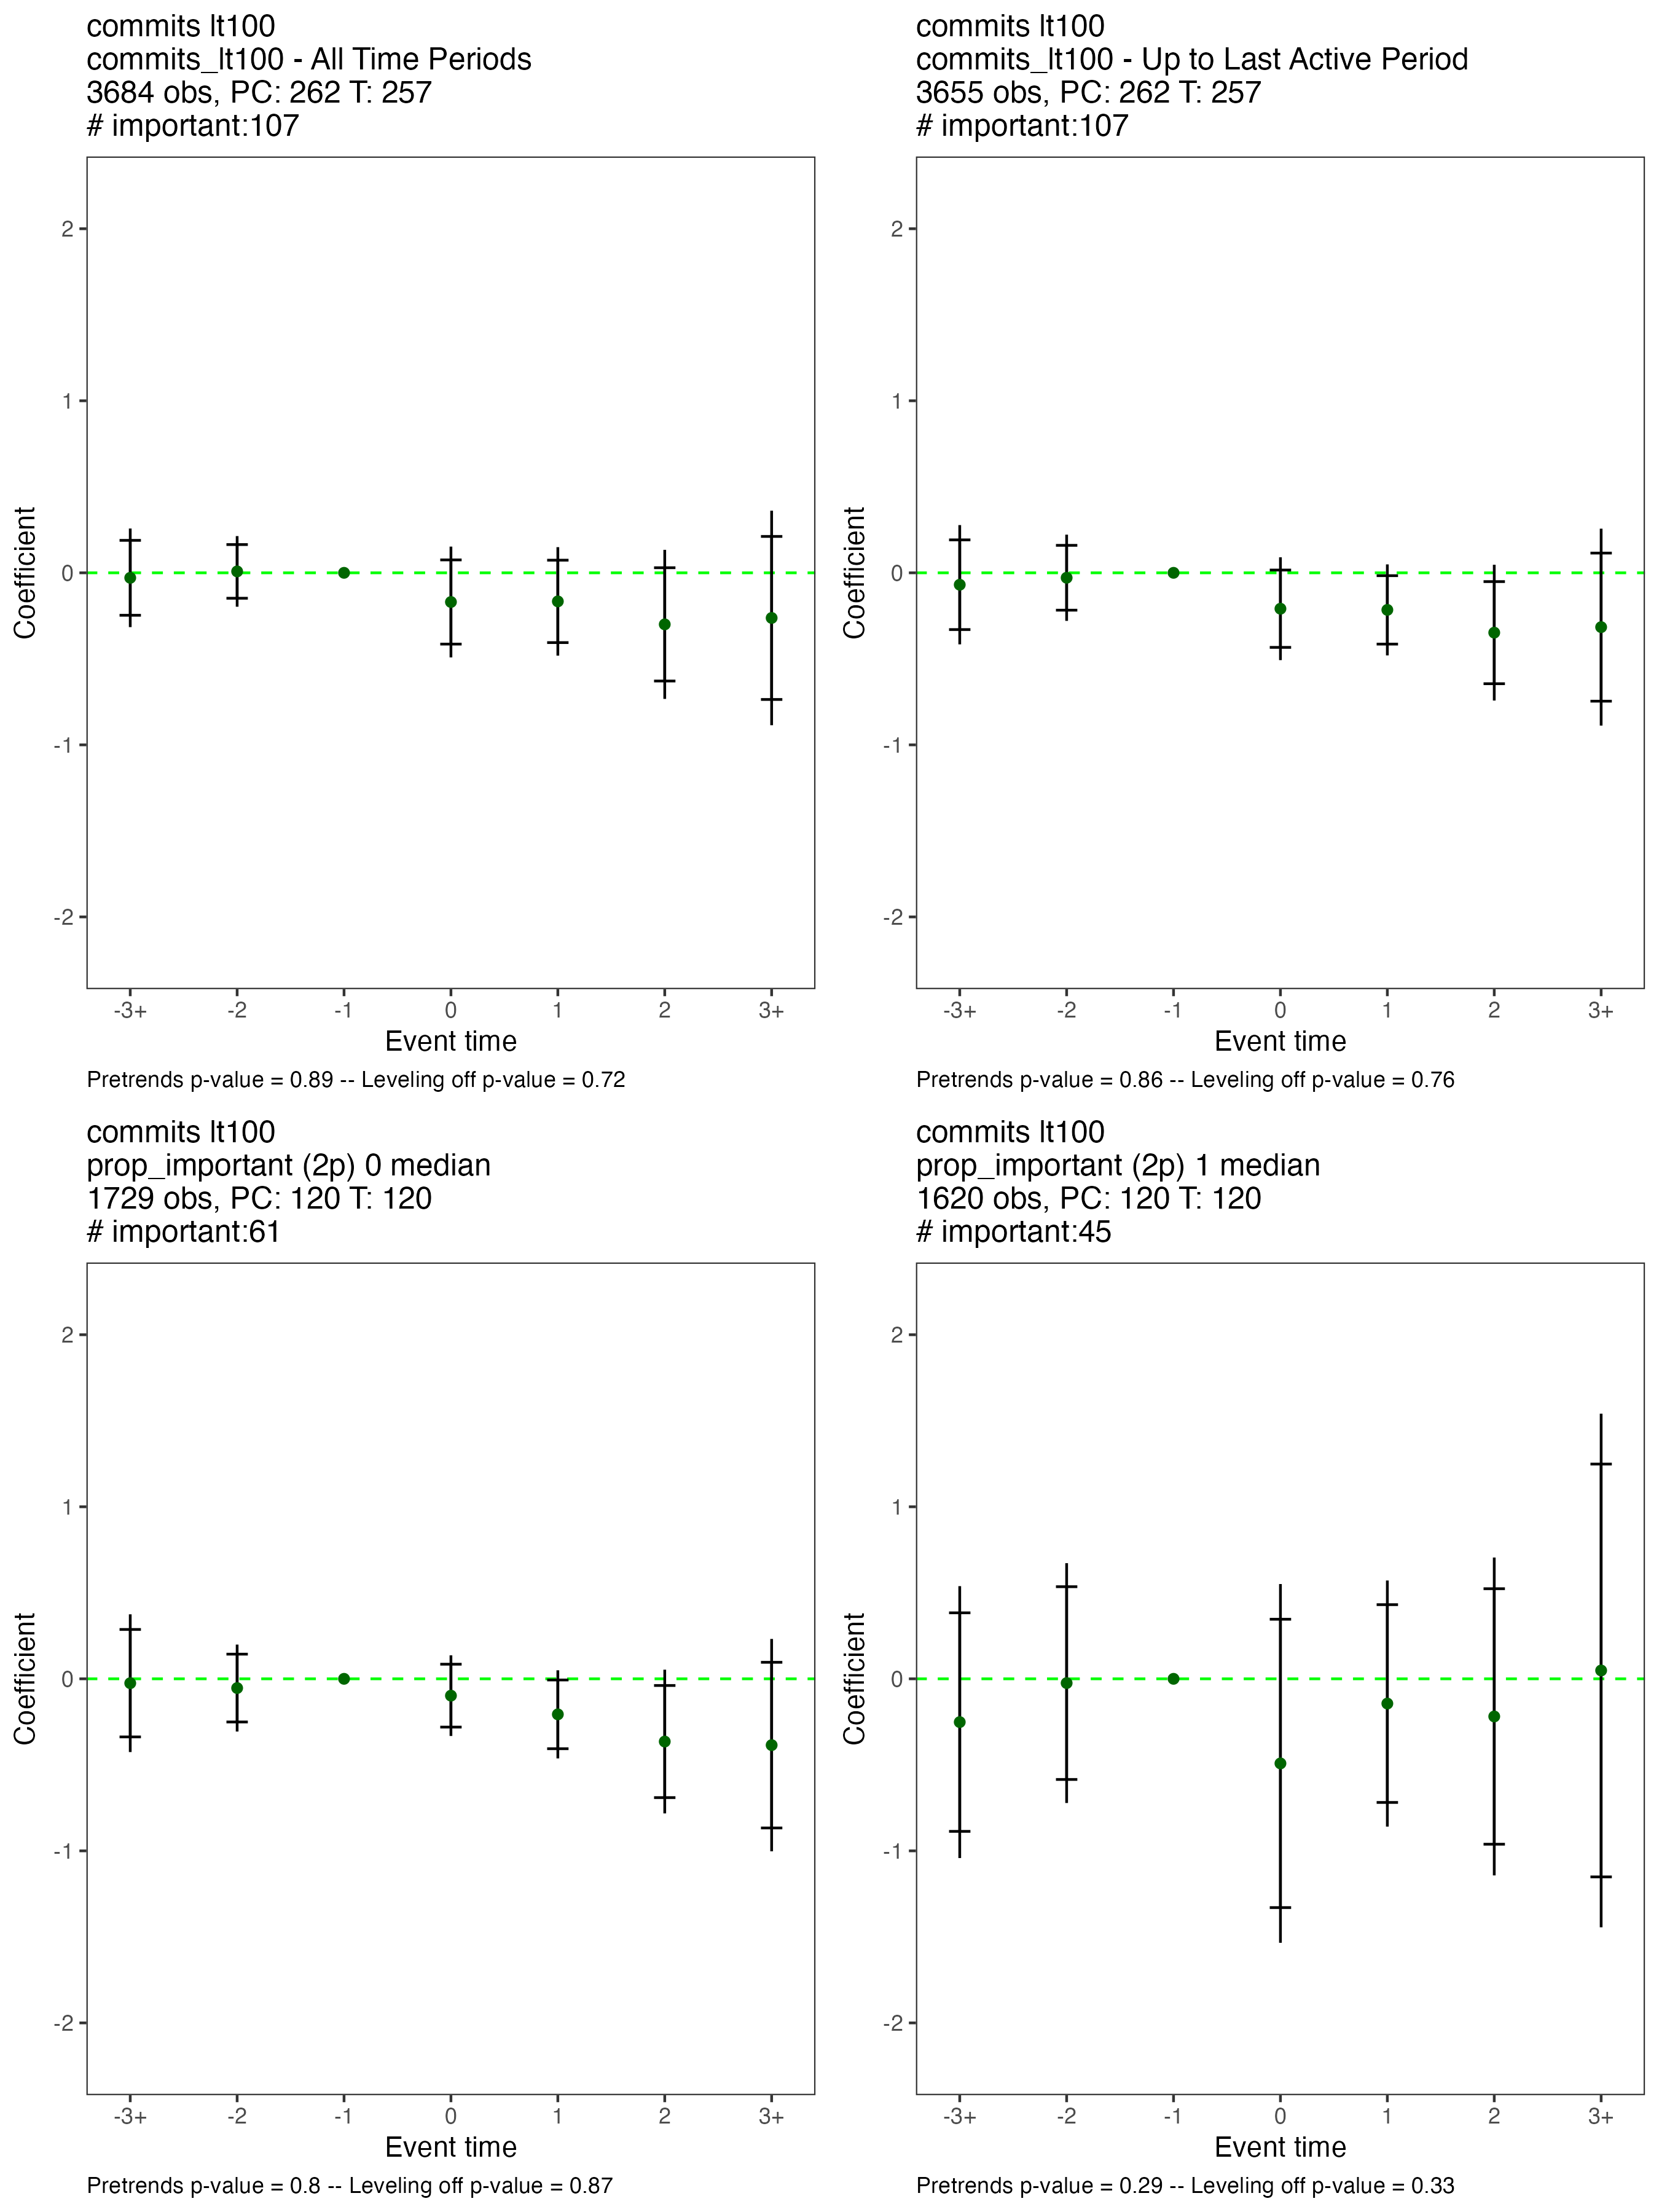 commits lt100
commits_lt100 - All Time Periods
3684 obs, PC: 262 T: 257
# important:107
2
1
0
-1
-2
Coefficient
-3+ -2 -1 0 1 2 3+
Event time
Pretrends p-value = 0.89 -- Leveling off p-value = 0.72
commits lt100
commits_lt100 - Up to Last Active Period
3655 obs, PC: 262 T: 257
# important:107
2
1
0
-1
-2
Coefficient
-3+ -2 -1 0 1 2 3+
Event time
Pretrends p-value = 0.86 -- Leveling off p-value = 0.76
commits lt100
prop_important (2p) 0 median
1729 obs, PC: 120 T: 120
# important:61
2
1
0
-1
-2
Coefficient
-3+ -2 -1 0 1 2 3+
Event time
Pretrends p-value = 0.8 -- Leveling off p-value = 0.87
commits lt100
prop_important (2p) 1 median
1620 obs, PC: 120 T: 120
# important:45
2
1
0
-1
-2
Coefficient
-3+ -2 -1 0 1 2 3+
Event time
Pretrends p-value = 0.29 -- Leveling off p-value = 0.33